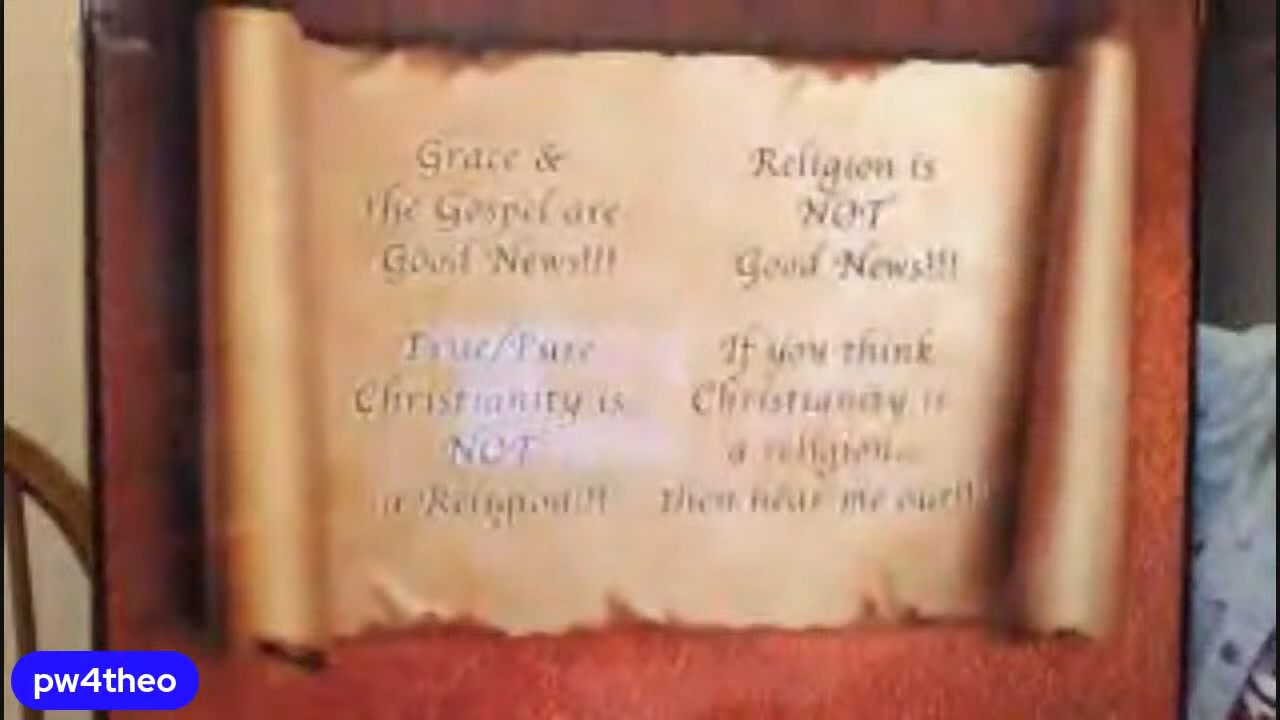 Grace &
the Gospel are
Good News!!!
True/Pure
Christianity is
NOT
a Religion!!!
Religion is
NOT
Good News!!!
If you think
Christianity is
a religion...
then hear me out!!!
pw4theo